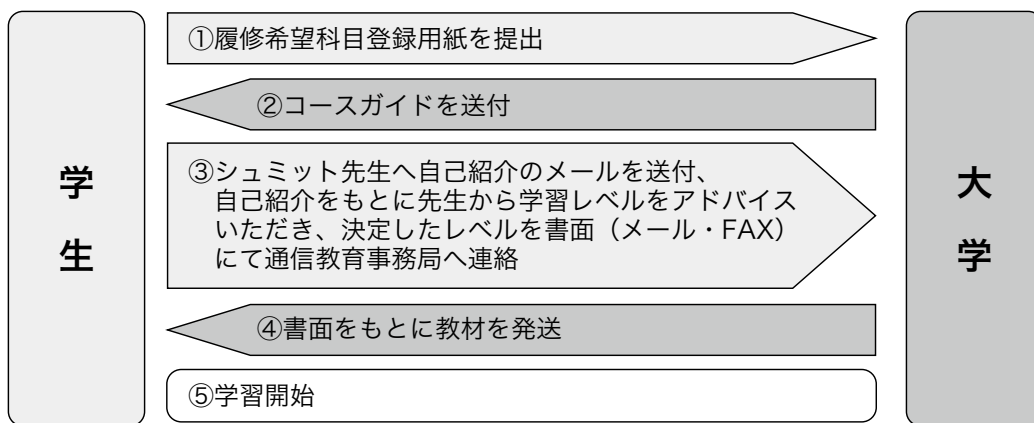 学生
①履修希望科目登録用紙を提出
②コースガイドを送付
③シュミット先生へ自己紹介のメールを送付、
自己紹介をもとに先生から学習レベルをアドバイス
いただき、決定したレベルを書面（メール・FAX）
にて通信教育事務局へ連絡
④書面をもとに教材を発送
⑤学習開始
大学